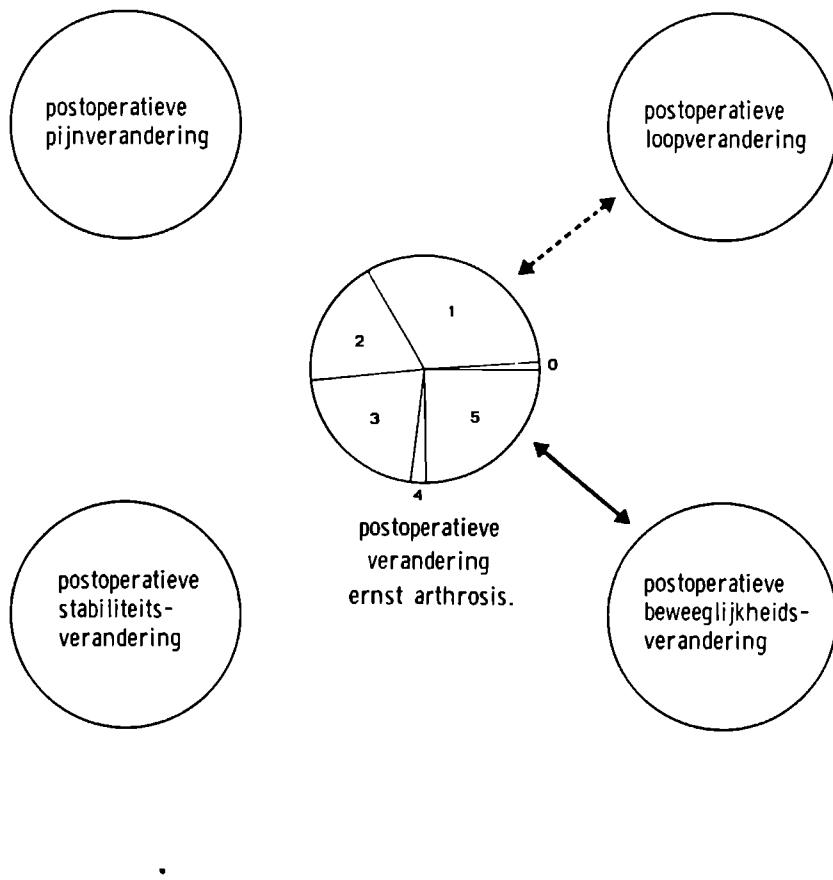 postoperatieve
pijnverandering
postoperatieve
loopverandering
1
2
0
3
5
4
postoperatieve
verandering
ernst arthrosis.
postoperatieve
stabiliteits-
verandering
postoperatieve
beweeglijkheids-
verandering